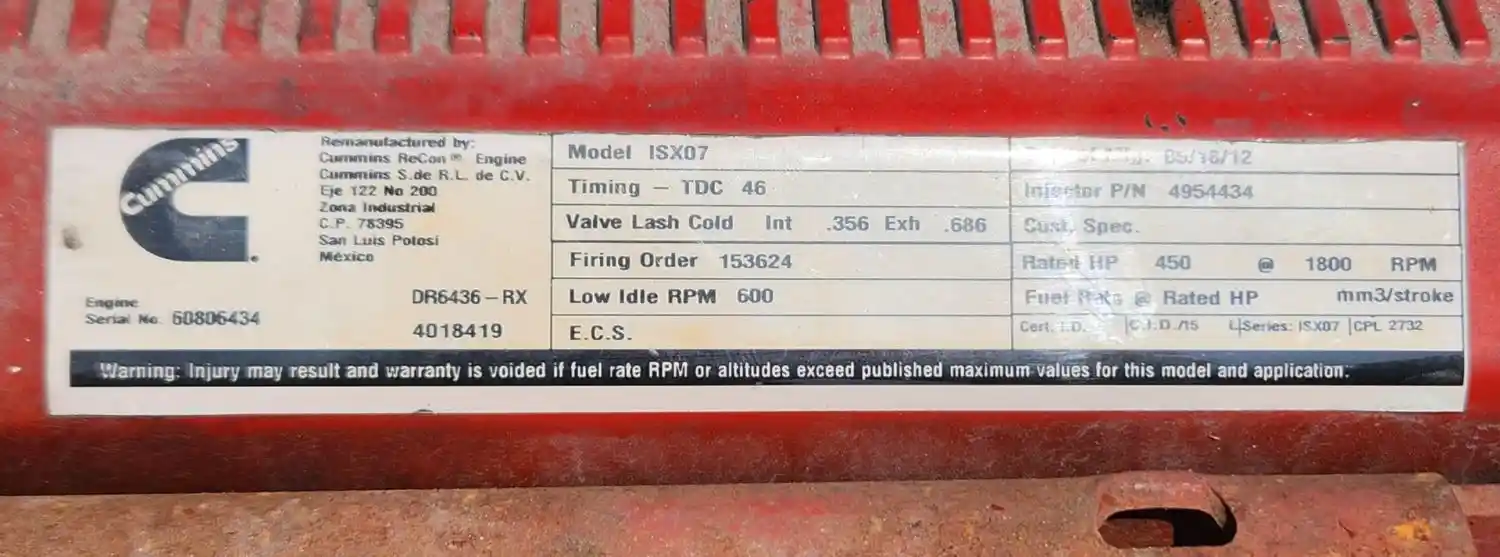 Cummins
Remanufactured by:
Cummins ReCon® Engine
Cummins S.de R.L. de C.V.
Eje 122 No 200
Zona Industrial
C.P. 78395
San Luis Potosí
México
Engine
Serial No. 60806434
DR6436-RX
4018419
Model ISX07
Timing - TDC 46
Valve Lash Cold Int .356 Exh .686
Firing Order 153624
Low Idle RPM 600
E.C.S.
05/16/12
Injector P/N 4954434
Cust. Spec.
Rated HP 450 @ 1800 RPM
Fuel Rate @ Rated HP mm3/stroke
Cert. I.D. C.I.D./15 L Series: ISX07 CPL 2732
Warning: Injury may result and warranty is voided if fuel rate RPM or altitudes exceed published maximum values for this model and application.